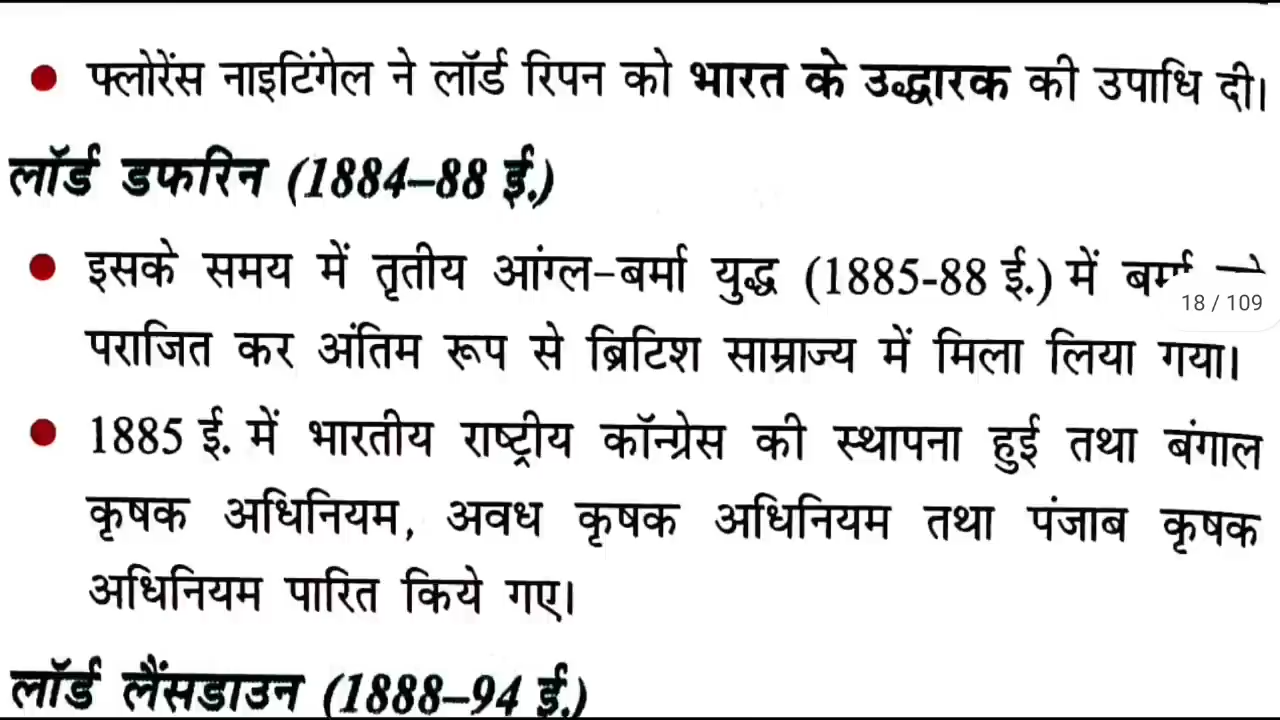 फ्लोरेंस नाइटिंगेल ने लॉर्ड रिपन को भारत के उद्धारक की उपाधि दी।
लॉर्ड डफरिन (1884–88 ई.)
इसके समय में तृतीय आंग्ल-बर्मा युद्ध (1885-88 ई.) में
18 / 109
पराजित कर अंतिम रूप से ब्रिटिश साम्राज्य में मिला लिया गया।
1885 ई. में भारतीय राष्ट्रीय कॉन्ग्रेस की स्थापना हुई तथा बंगाल
कृषक अधिनियम, अवध कृषक अधिनियम तथा पंजाब कृषक
अधिनियम पारित किये गए।
लॉर्ड लैंसडाउन (1888–94 ई.)